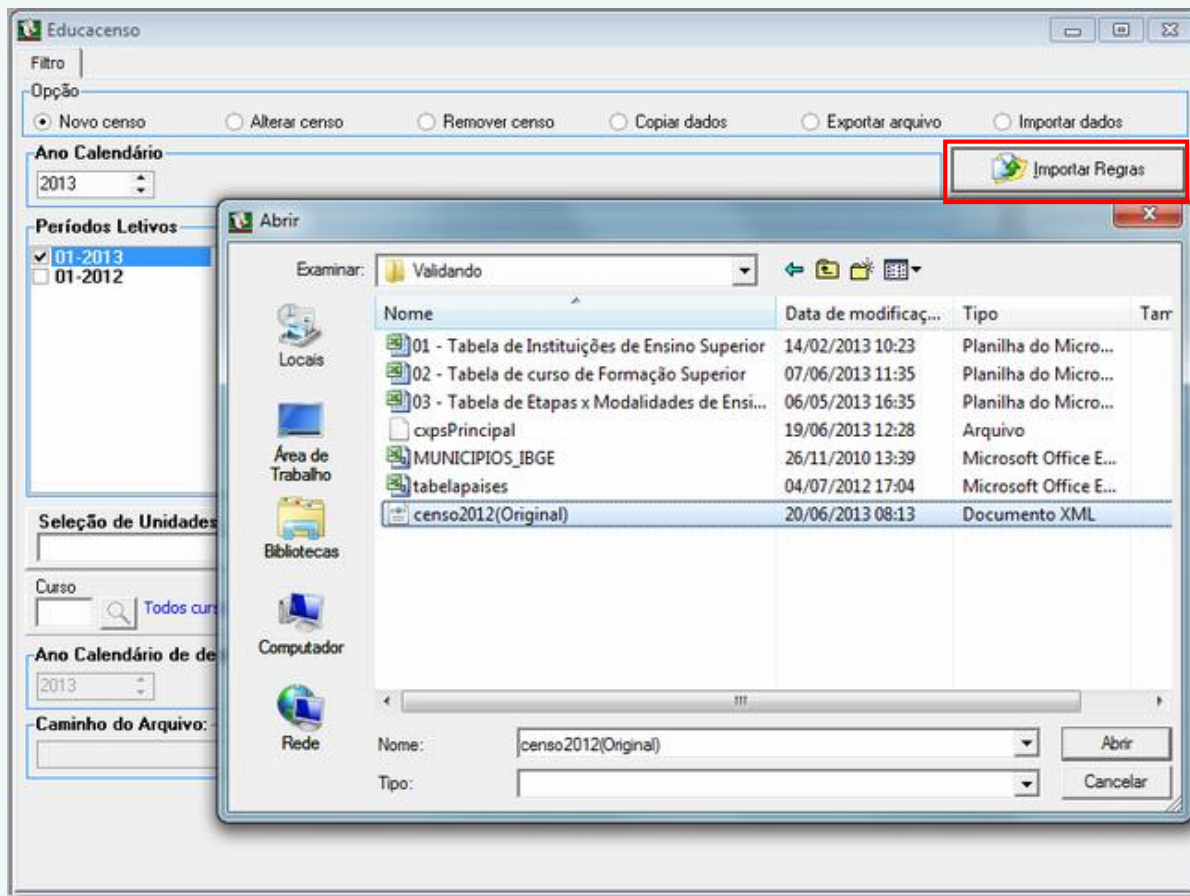 Educacenso
Filtro
Opção
Novo censo Alterar censo Remover censo Copiar dados Exportar arquivo Importar dados
Ano Calendário
2013
Importar Regras
Períodos Letivos
01-2013
01-2012
Abrir
Examinar: Validando
Nome Data de modificaç... Tipo Tam
01 - Tabela de Instituições de Ensino Superior 14/02/2013 10:23 Planilha do Micro...
02 - Tabela de curso de Formação Superior 07/06/2013 11:35 Planilha do Micro...
03 - Tabela de Etapas x Modalidades de Ensi... 06/05/2013 16:35 Planilha do Micro...
cxpsPrincipal 19/06/2013 12:28 Arquivo
MUNICIPIOS_IBGE 26/11/2010 13:39 Microsoft Office E...
tabelapaises 04/07/2012 17:04 Microsoft Office E...
censo2012(Original) 20/06/2013 08:13 Documento XML
Locais
Área de
Trabalho
Bibliotecas
Computador
Rede
Nome: censo2012(Original) Abrir
Tipo: Cancelar
Seleção de Unidades
Curso
Todos curs
Ano Calendário de de
2013
Caminho do Arquivo: